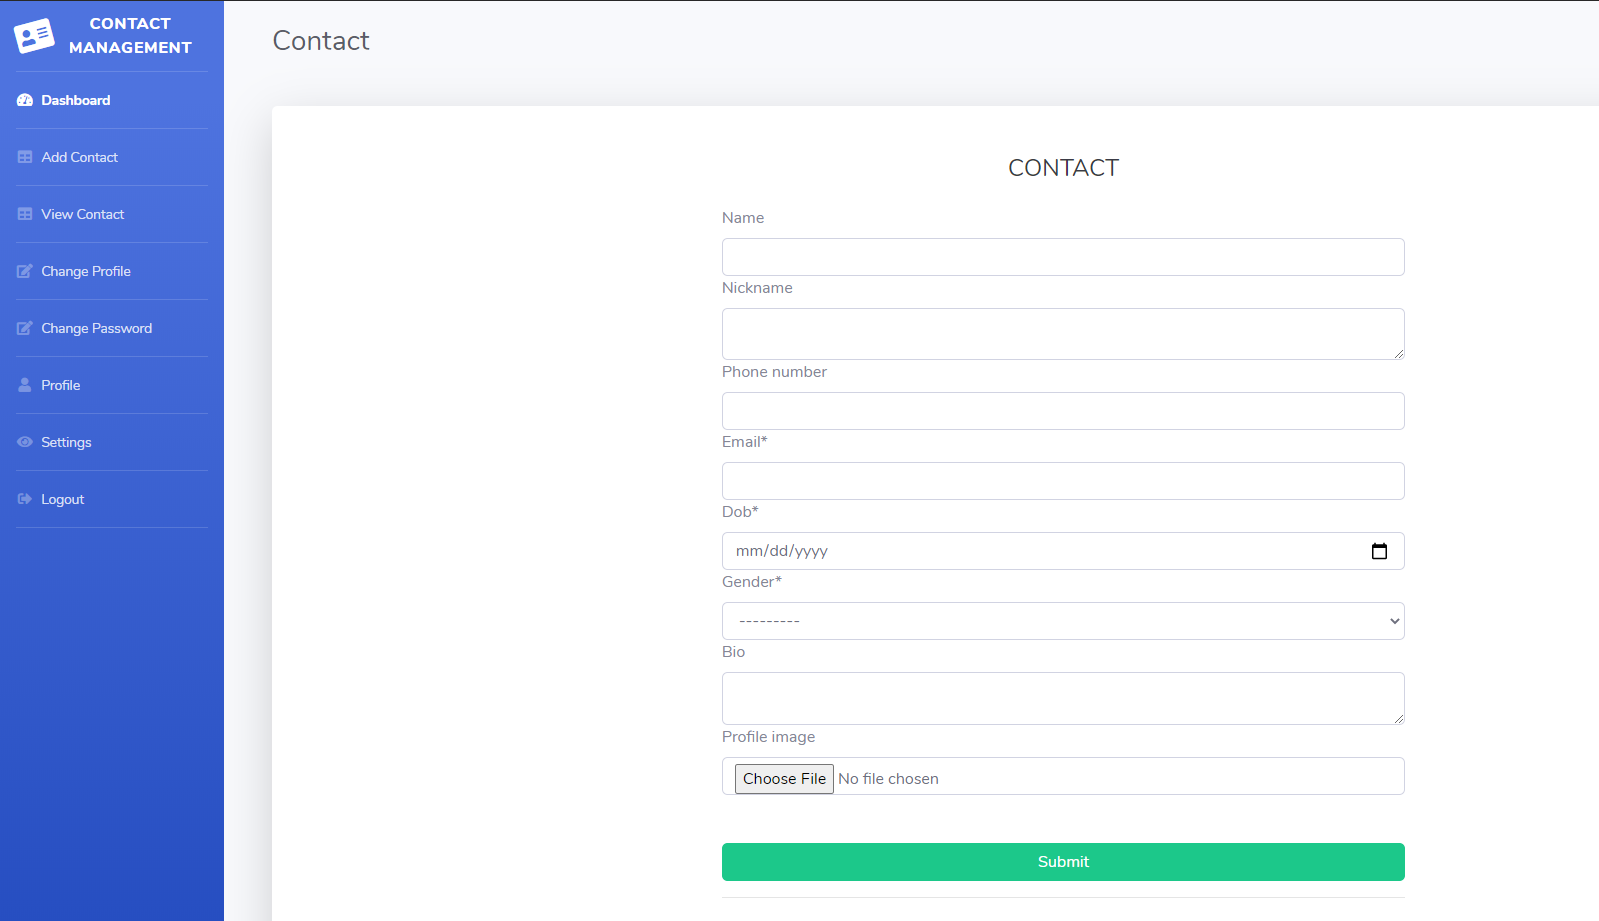 CONTACT
MANAGEMENT
Dashboard
Add Contact
View Contact
Change Profile
Change Password
Profile
Settings
Logout
Contact
CONTACT
Name
Nickname
Phone number
Email*
Dob*
mm/dd/yyyy
Gender*
---------
Bio
Profile image
Choose File No file chosen
Submit